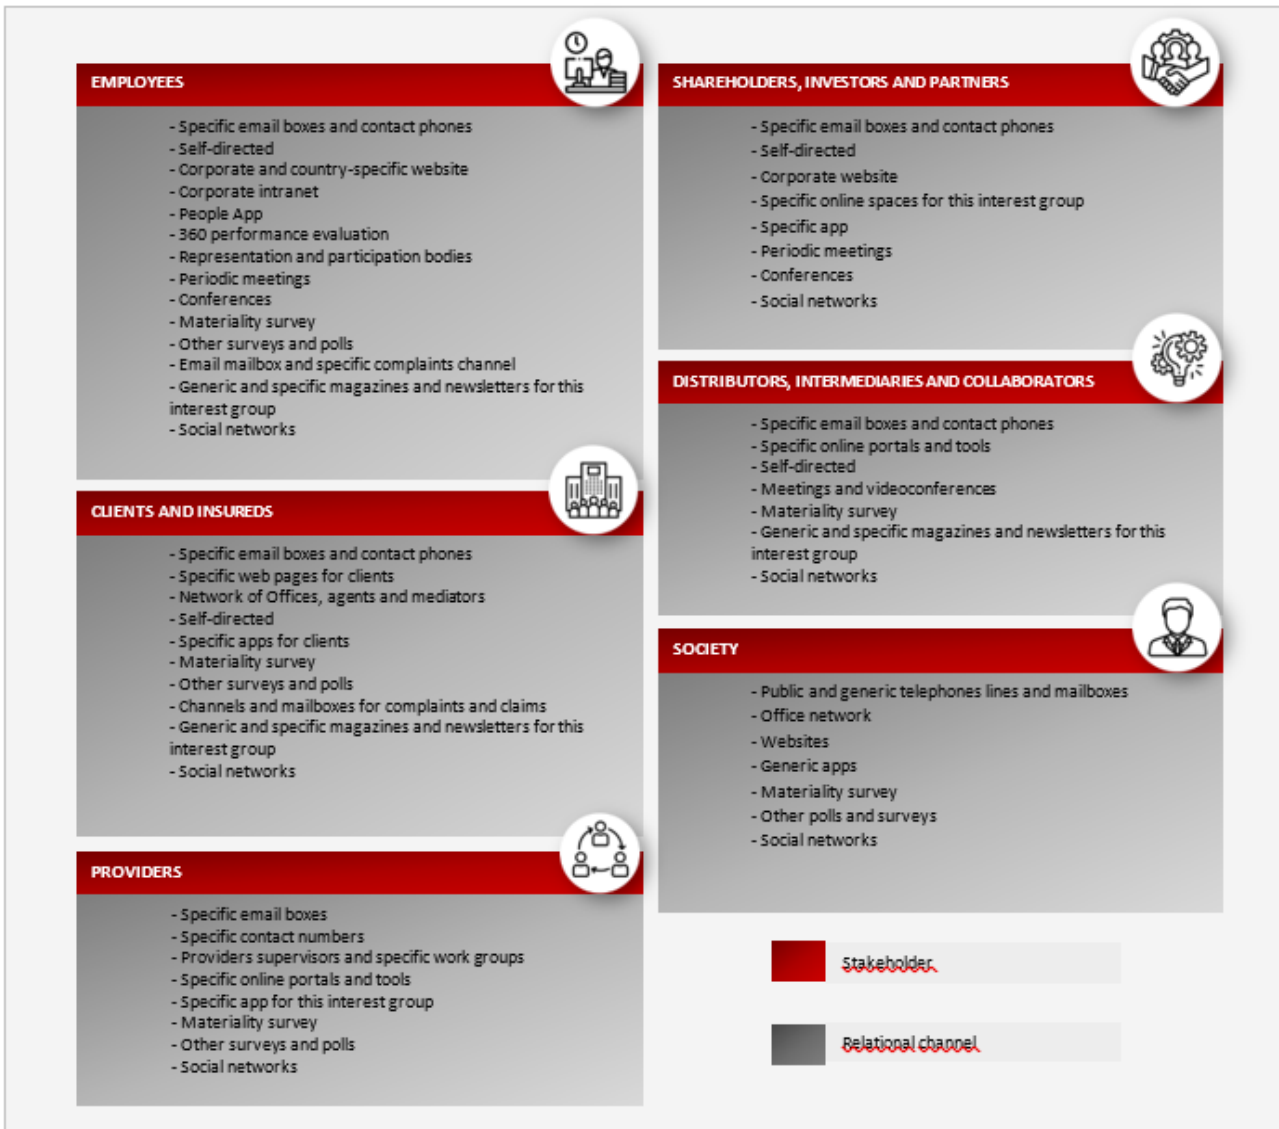 EMPLOYEES
- Specific email boxes and contact phones
- Self-directed
- Corporate and country-specific website
- Corporate intranet
- People App
- 360 performance evaluation
- Representation and participation bodies
- Periodic meetings
- Conferences
- Materiality survey
- Other surveys and polls
- Email mailbox and specific complaints channel
- Generic and specific magazines and newsletters for this
interest group
- Social networks
CLIENTS AND INSUREDS
- Specific email boxes and contact phones
- Specific web pages for clients
- Network of Offices, agents and mediators
- Self-directed
- Specific apps for clients
- Materiality survey
- Other surveys and polls
- Channels and mailboxes for complaints and claims
- Generic and specific magazines and newsletters for this
interest group
- Social networks
PROVIDERS
- Specific email boxes
- Specific contact numbers
- Providers supervisors and specific work groups
- Specific online portals and tools
- Specific app for this interest group
- Materiality survey
- Other surveys and polls
- Social networks
SHAREHOLDERS, INVESTORS AND PARTNERS
- Specific email boxes and contact phones
- Self-directed
- Corporate website
- Specific online spaces for this interest group
- Specific app
- Periodic meetings
- Conferences
- Social networks
DISTRIBUTORS, INTERMEDIARIES AND COLLABORATORS
- Specific email boxes and contact phones
- Specific online portals and tools
- Self-directed
- Meetings and videoconferences
- Materiality survey
- Generic and specific magazines and newsletters for this
interest group
- Social networks
SOCIETY
- Public and generic telephones lines and mailboxes
- Office network
- Websites
- Generic apps
- Materiality survey
- Other polls and surveys
- Social networks
Stakeholder
Relational channel